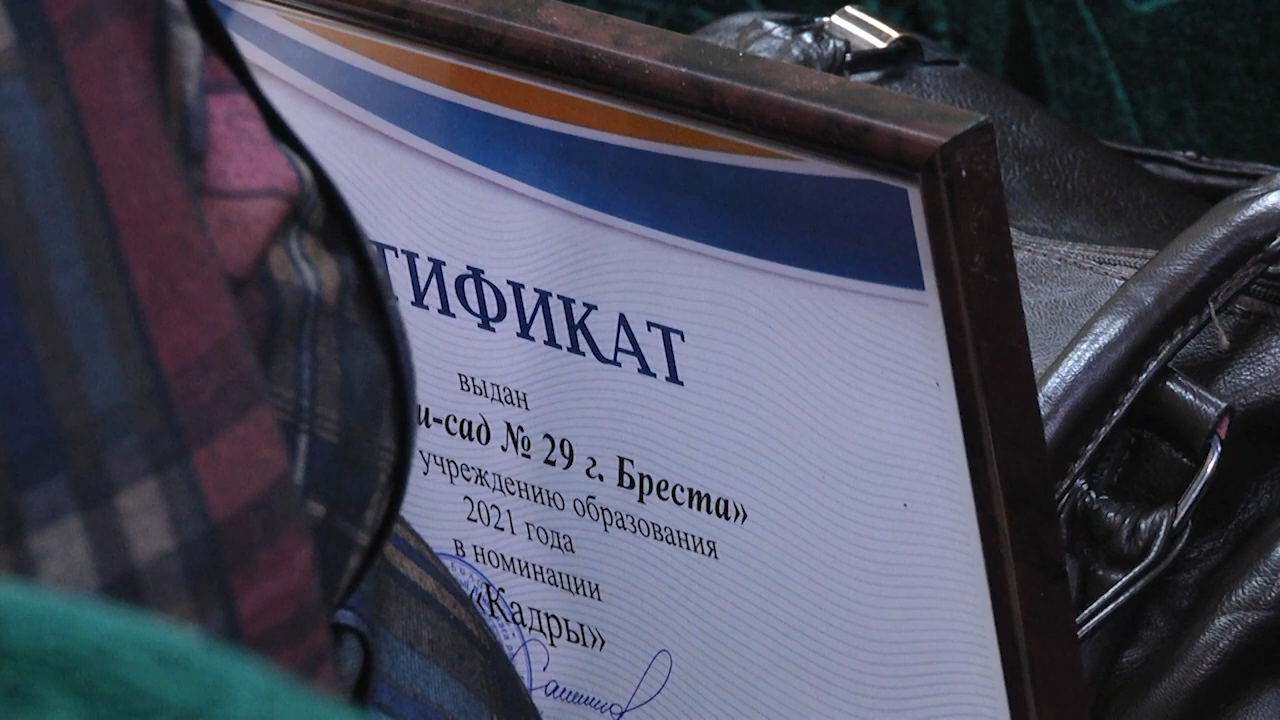 ТИФИКАТ
выдан
и-сад № 29 г. Бреста»
учреждению образования
2021 года
в номинации
«Кадры»